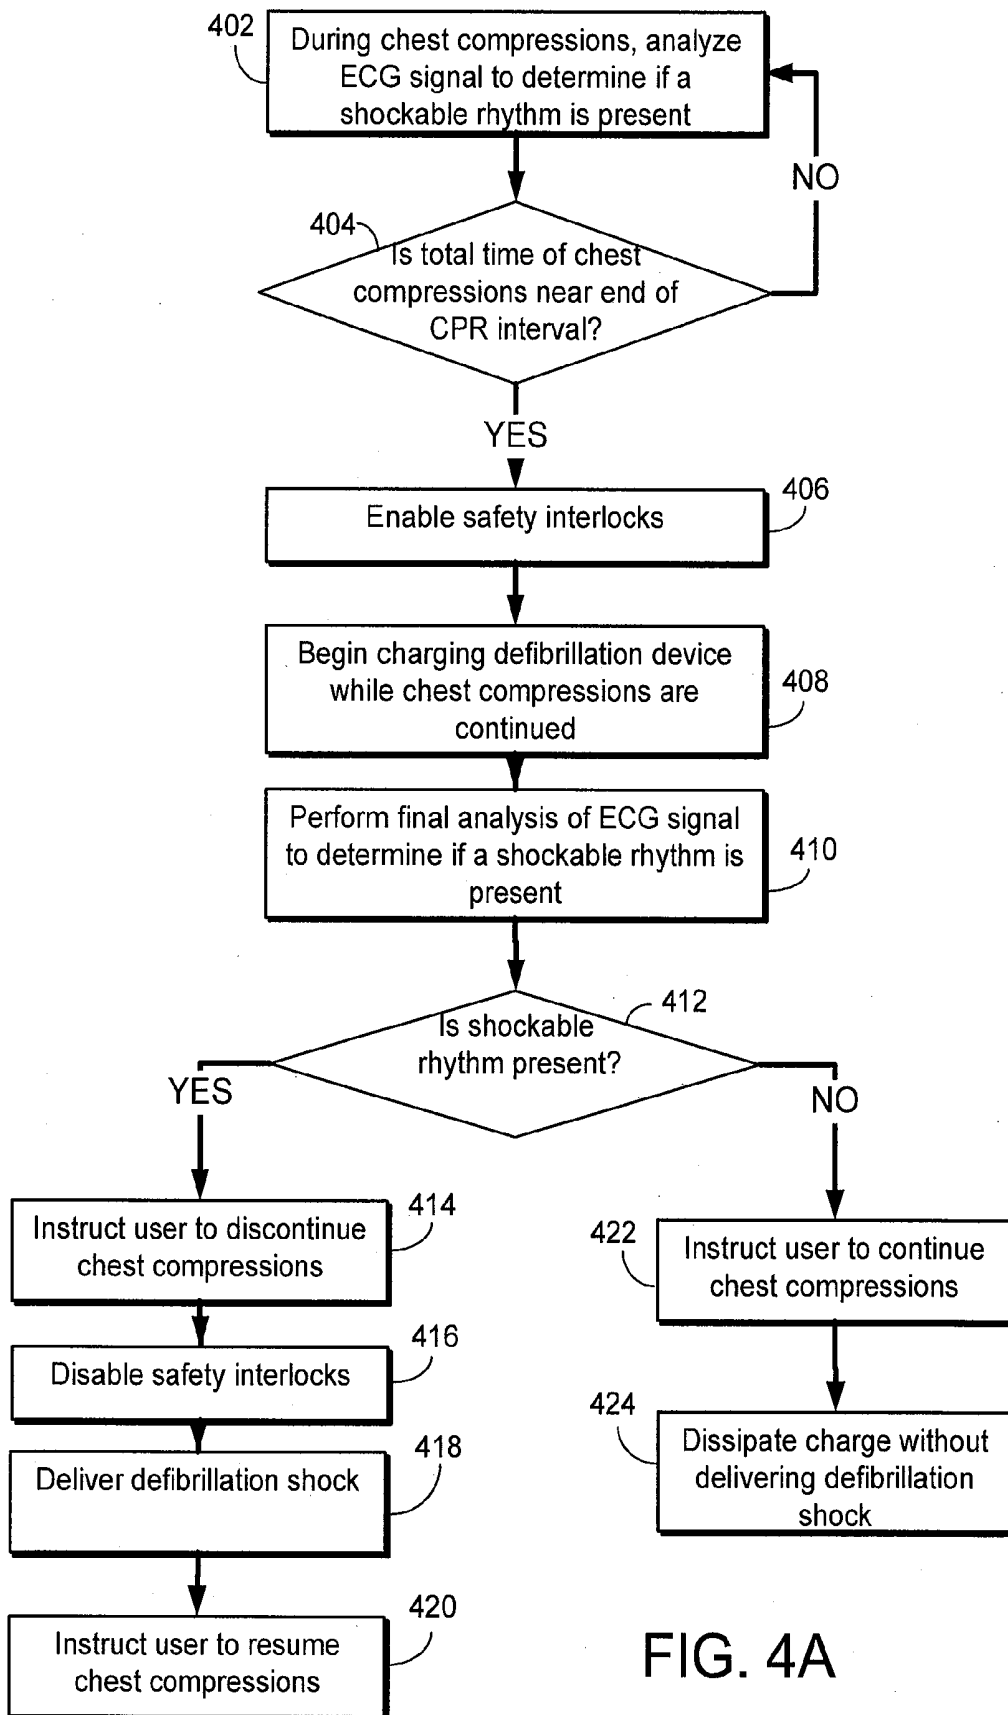 402
During chest compressions, analyze
ECG signal to determine if a
shockable rhythm is present
NO
404
Is total time of chest
compressions near end of
CPR interval?
YES
406
Enable safety interlocks
Begin charging defibrillation device
while chest compressions are
continued
408
Perform final analysis of ECG signal
to determine if a shockable rhythm is
present
410
412
Is shockable
rhythm present?
YES
NO
414
Instruct user to discontinue
chest compressions
422
Instruct user to continue
chest compressions
416
Disable safety interlocks
424
Dissipate charge without
delivering defibrillation
shock
418
Deliver defibrillation shock
420
Instruct user to resume
chest compressions
FIG. 4A